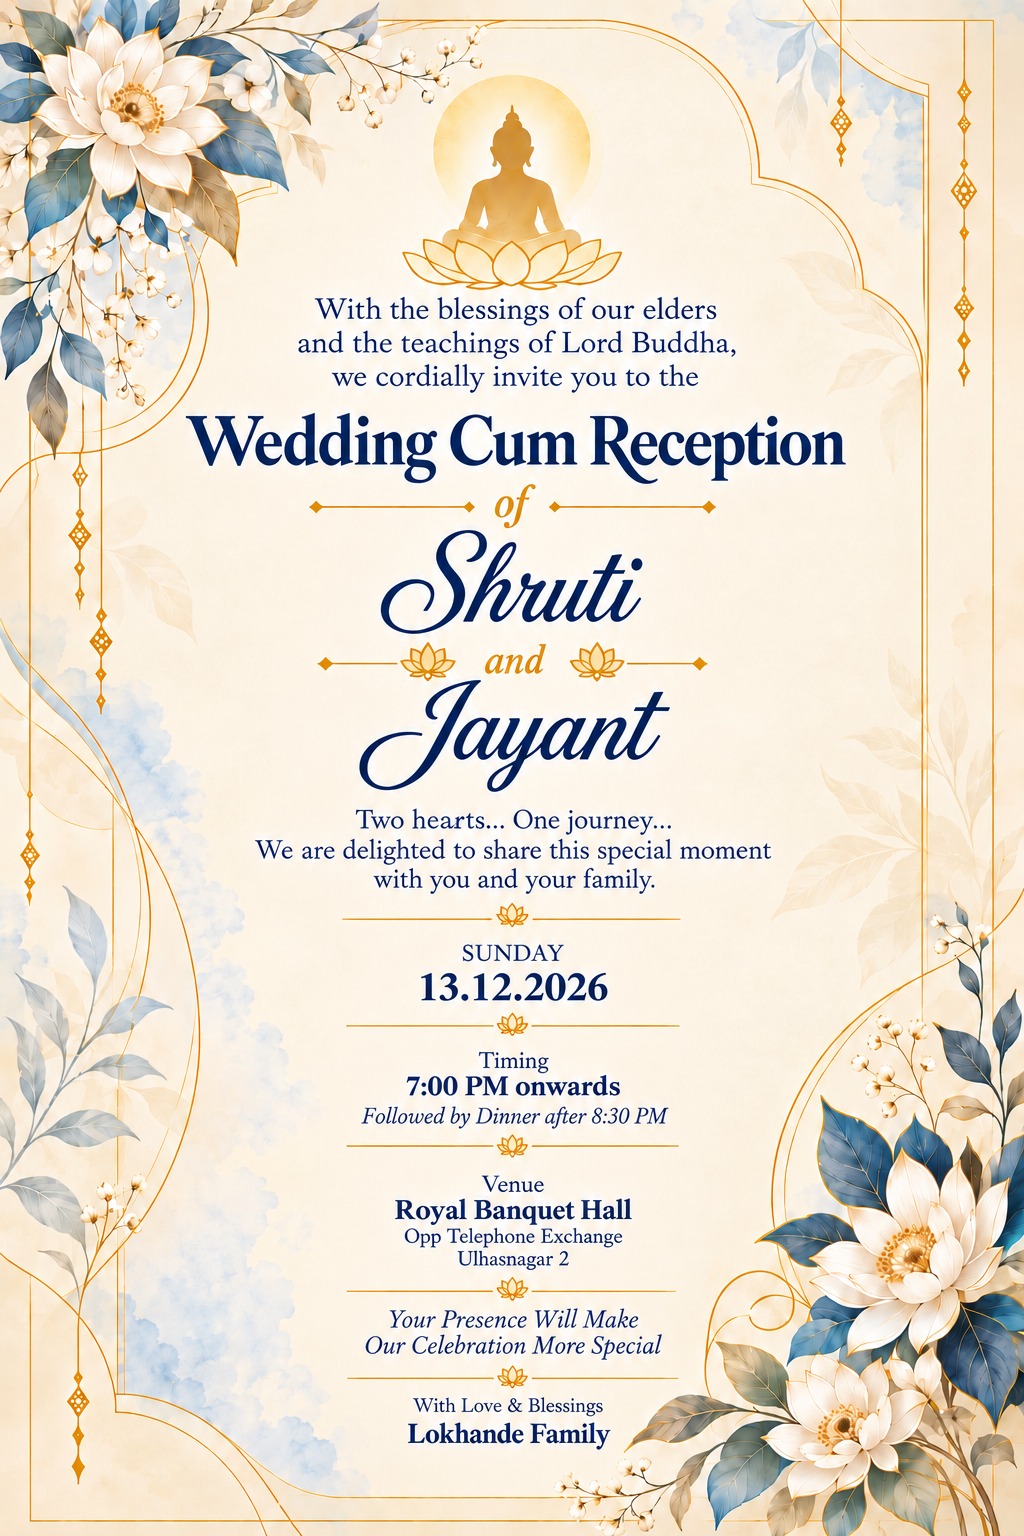 With the blessings of our elders
and the teachings of Lord Buddha,
we cordially invite you to the
Wedding Cum Reception
of
Shruti
and
Jayant
Two hearts... One journey...
We are delighted to share this special moment
with you and your family.
SUNDAY
13.12.2026
Timing
7:00 PM onwards
Followed by Dinner after 8:30 PM
Venue
Royal Banquet Hall
Opp Telephone Exchange
Ulhasnagar 2
Your Presence Will Make
Our Celebration More Special
With Love & Blessings
Lokhande Family